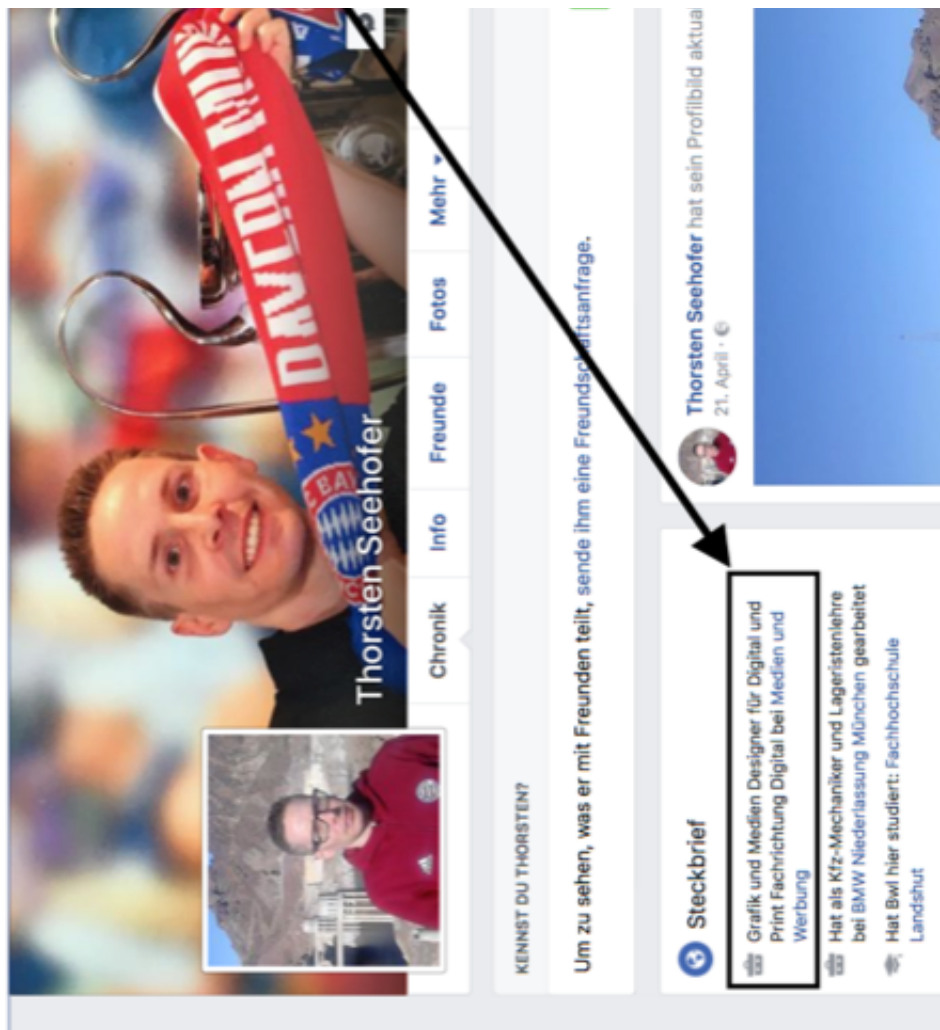 BAYERN MÜN
C BAY
Thorsten Seehofer
Chronik
Info
Freunde
Fotos
Mehr
KENNST DU THORSTEN?
Um zu sehen, was er mit Freunden teilt, sende ihm eine Freundschaftsanfrage.
Steckbrief
Grafik und Medien Designer für Digital und
Print Fachrichtung Digital bei Medien und
Werbung
Hat als Kfz-Mechaniker und Lageristenlehre
bei BMW Niederlassung München gearbeitet
Hat Bwl hier studiert: Fachhochschule
Landshut
Thorsten Seehofer hat sein Profilbild aktua
21. April ·